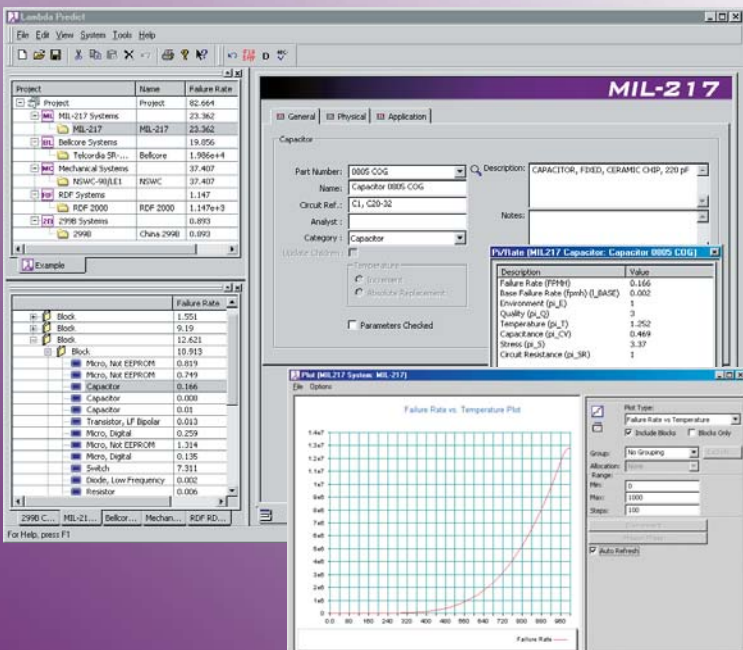 Lambda Predict
File Edit View System Tools Help
Project Name Failure Rate
Project Project 82.664
MIL-217 Systems 23.362
MIL-217 MIL-217 23.362
Bellcore Systems 19.856
Telcordia SR-... Bellcore 1.986e+4
Mechanical Systems 37.407
NSWC-98/LE1 NSWC 37.407
RDF Systems 1.147
RDF 2000 RDF 2000 1.147e+3
299B Systems 0.893
299B China 299B 0.893
Example
Failure Rate
Block 1.551
Block 9.19
Block 12.621
Block 10.913
Micro, Not EEPROM 0.819
Micro, Not EEPROM 0.749
Capacitor 0.166
Capacitor 0.000
Capacitor 0.01
Transistor, LF Bipolar 0.013
Micro, Digital 0.259
Micro, Not EEPROM 1.314
Micro, Digital 0.135
Switch 7.311
Diode, Low Frequency 0.002
Resistor 0.006
299B C... MIL-21... Bellcor... Mechan... RDF RD...
For Help, press F1
MIL-217
General Physical Application
Capacitor
Part Number: 0805 COG
Description: CAPACITOR, FIXED, CERAMIC CHIP, 220 pF
Name: Capacitor 0805 COG
Circuit Ref.: C1, C20-32
Notes:
Analyst :
Category : Capacitor
Update Children :
Temperature
Increment
Absolute Replacement
Parameters Checked
Pi/Rate (MIL217 Capacitor: Capacitor 0805 COG)
Description Value
Failure Rate (FPMH) 0.166
Base Failure Rate (fpmh) (l_BASE) 0.002
Environment (pi_E) 1
Quality (pi_Q) 3
Temperature (pi_T) 1.252
Capacitance (pi_CV) 0.469
Stress (pi_S) 3.37
Circuit Resistance (pi_SR) 1
Plot (MIL217 System: MIL-217)
File Options
Failure Rate vs. Temperature Plot
1.4e7
1.3e7
1.2e7
1.1e7
1e7
9e6
8e6
7e6
6e6
5e6
4e6
3e6
2e6
1e6
0
0.0 80 160 240 320 400 480 560 640 720 800 880 960
Failure Rate
Plot Type:
Failure Rate vs Temperature
Include Blocks Blocks Only
Group: No Grouping
Allocation: None
Range:
Min: 0
Max: 1000
Steps: 100
Auto Refresh